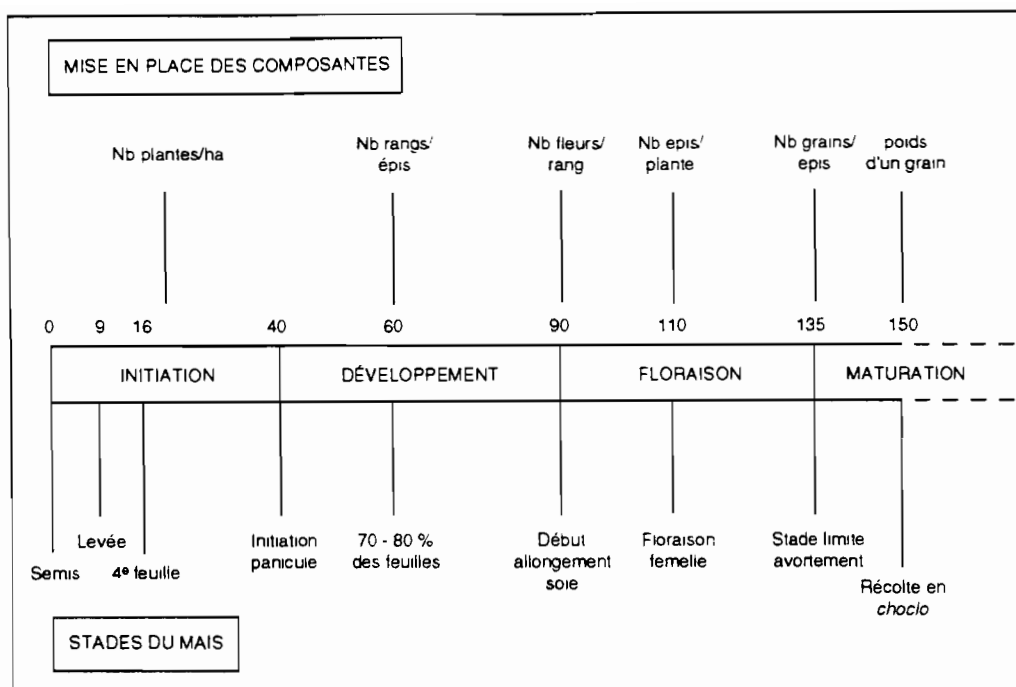 MISE EN PLACE DES COMPOSANTES
Nb plantes/ha
Nb rangs/
épis
Nb fleurs/
rang
Nb epis/
plante
Nb grains/
epis
poids
d'un grain
0 9 16 40 60 90 110 135 150
INITIATION DÉVELOPPEMENT FLORAISON MATURATION
Semis
Levée
4e feuille
Initiation
panicule
70 - 80 %
des feuilles
Début
allongement
soie
Floraison
femelle
Stade limite
avortement
Récolte en
choclo
STADES DU MAIS